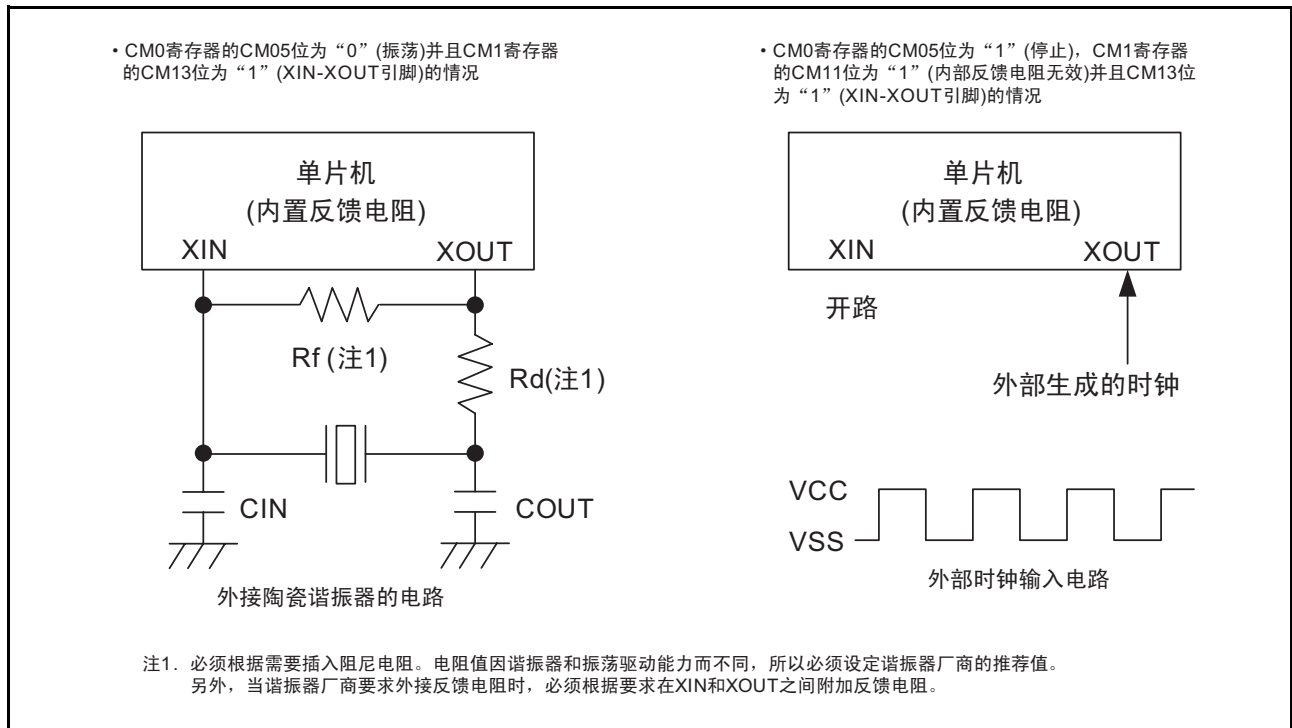 • CM0寄存器的CM05位为“0”(振荡)并且CM1寄存器
的CM13位为“1”(XIN-XOUT引脚)的情况
单片机
(内置反馈电阻)
XIN
XOUT
Rf (注1)
Rd(注1)
CIN
COUT
外接陶瓷谐振器的电路
• CM0寄存器的CM05位为“1”(停止)，CM1寄存器
的CM11位为“1”(内部反馈电阻无效)并且CM13位
为“1”(XIN-XOUT引脚)的情况
单片机
(内置反馈电阻)
XIN
XOUT
开路
外部生成的时钟
VCC
VSS
外部时钟输入电路
注1. 必须根据需要插入阻尼电阻。电阻值因谐振器和振荡驱动能力而不同，所以必须设定谐振器厂商的推荐值。
另外，当谐振器厂商要求外接反馈电阻时，必须根据要求在XIN和XOUT之间附加反馈电阻。